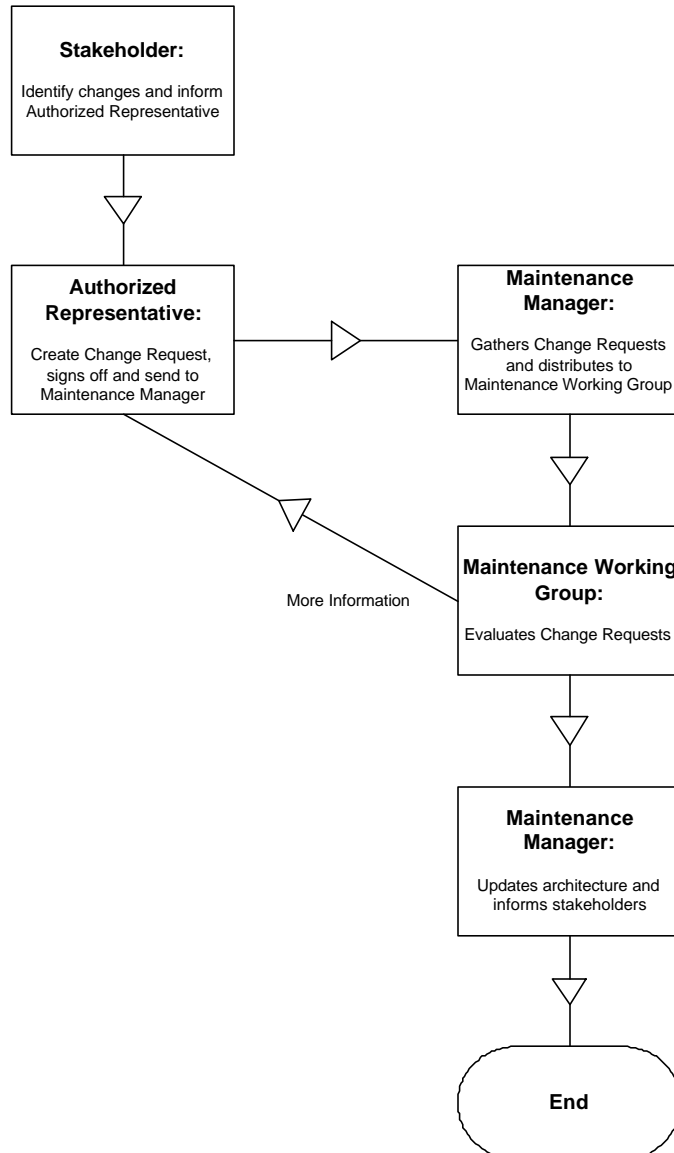 Stakeholder:
Identify changes and inform
Authorized Representative
Authorized
Representative:
Create Change Request,
signs off and send to
Maintenance Manager
Maintenance
Manager:
Gathers Change Requests
and distributes to
Maintenance Working Group
More Information
Maintenance Working
Group:
Evaluates Change Requests
Maintenance
Manager:
Updates architecture and
informs stakeholders
End